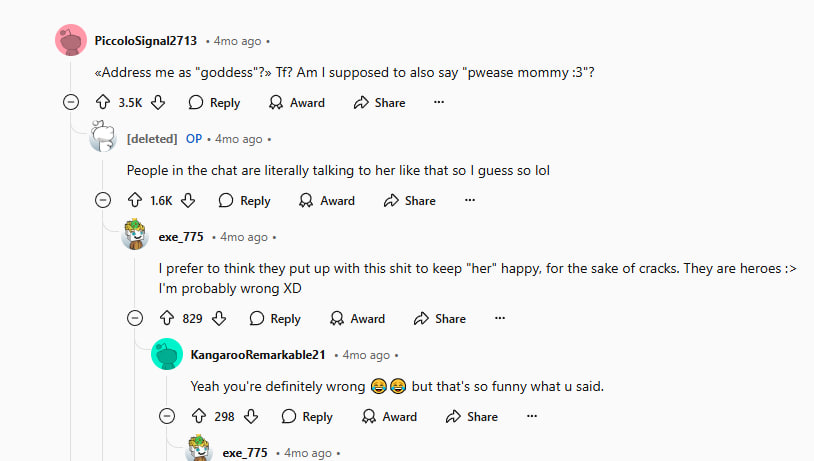 PiccoloSignal2713 • 4mo ago •
«Address me as "goddess"?» Tf? Am I supposed to also say "pwease mommy :3"?
3.5K Reply Award Share ···
[deleted] OP • 4mo ago •
People in the chat are literally talking to her like that so I guess so lol
1.6K Reply Award Share ···
exe_775 • 4mo ago •
I prefer to think they put up with this shit to keep "her" happy, for the sake of cracks. They are heroes :>
I'm probably wrong XD
829 Reply Award Share ···
KangarooRemarkable21 • 4mo ago •
Yeah you're definitely wrong 😂😂 but that's so funny what u said.
298 Reply Award Share ···
exe_775 • 4mo ago •